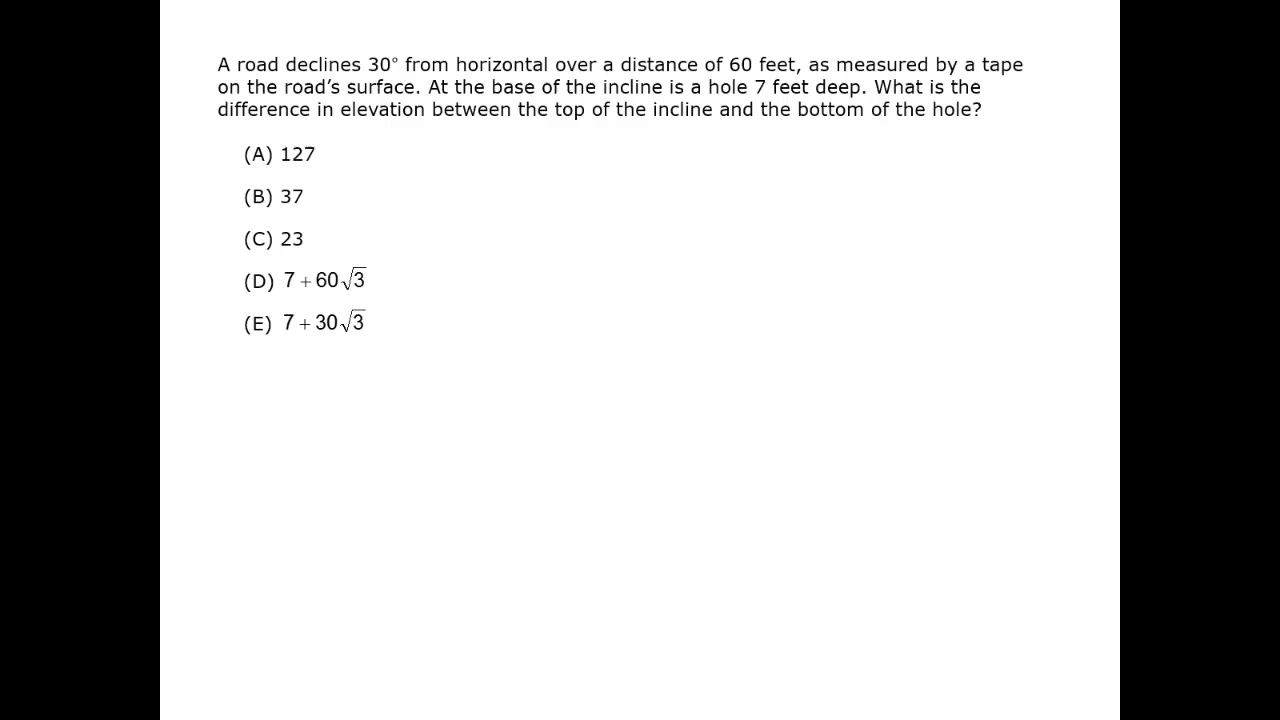 A road declines 30° from horizontal over a distance of 60 feet, as measured by a tape
on the road’s surface. At the base of the incline is a hole 7 feet deep. What is the
difference in elevation between the top of the incline and the bottom of the hole?
(A) 127
(B) 37
(C) 23
(D) 7 + 60√3
(E) 7 + 30√3